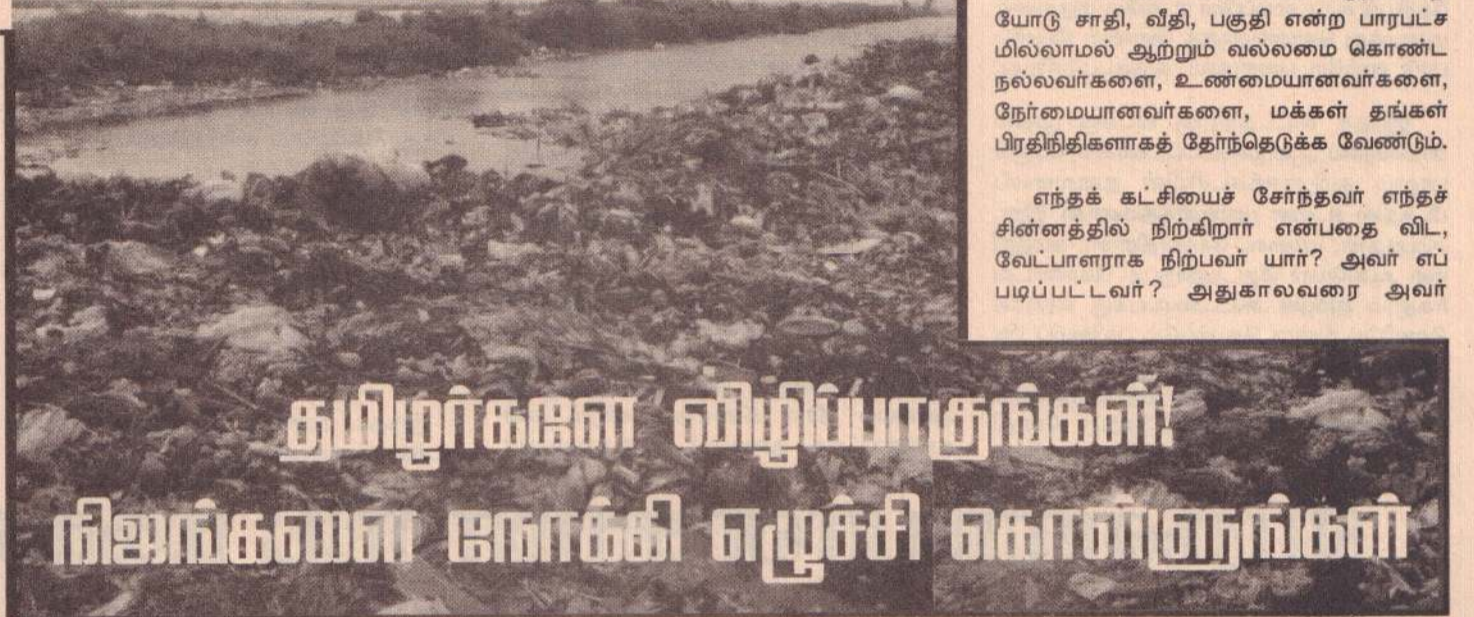 யோடு சாதி, வீதி, பகுதி என்ற பாரபட்ச
மில்லாமல் ஆற்றும் வல்லமை கொண்ட
நல்லவர்களை, உண்மையானவர்களை,
நேர்மையானவர்களை, மக்கள் தங்கள்
பிரதிநிதிகளாகத் தேர்ந்தெடுக்க வேண்டும்.
எந்தக் கட்சியைச் சேர்ந்தவர் எந்தச்
சின்னத்தில் நிற்கிறார் என்பதை விட,
வேட்பாளராக நிற்பவர் யார்? அவர் எப்
படிப்பட்டவர்? அதுகாலவரை அவர்
தமிழர்களே விழிப்பாகுங்கள்!
நிஜங்களை நோக்கி எழுச்சி கொள்ளுங்கள்